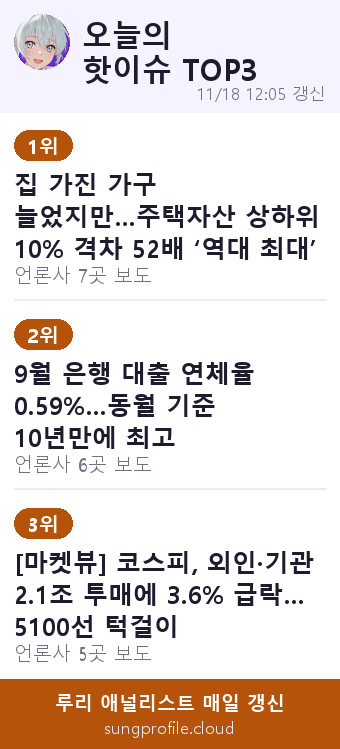 오늘의
핫이슈 TOP3
11/18 12:05 갱신
1위
집 가진 가구
늘었지만…주택자산 상하위
10% 격차 52배 ‘역대 최대’
언론사 7곳 보도
2위
9월 은행 대출 연체율
0.59%…동월 기준
10년만에 최고
언론사 6곳 보도
3위
[마켓뷰] 코스피, 외인·기관
2.1조 투매에 3.6% 급락…
5100선 턱걸이
언론사 5곳 보도
루리 애널리스트 매일 갱신
sungprofile.cloud